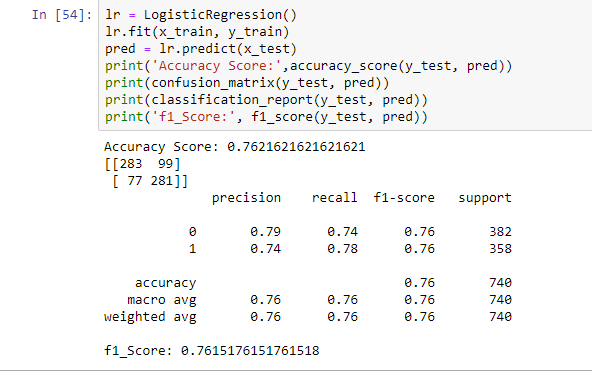 In [54]: lr = LogisticRegression()
lr.fit(x_train, y_train)
pred = lr.predict(x_test)
print('Accuracy Score:',accuracy_score(y_test, pred))
print(confusion_matrix(y_test, pred))
print(classification_report(y_test, pred))
print('f1_Score:', f1_score(y_test, pred))
Accuracy Score: 0.7621621621621621
[[283  99]
 [ 77 281]]
              precision    recall  f1-score   support
           0       0.79      0.74      0.76       382
           1       0.74      0.78      0.76       358
    accuracy                           0.76       740
   macro avg       0.76      0.76      0.76       740
weighted avg       0.76      0.76      0.76       740
f1_Score: 0.7615176151761518